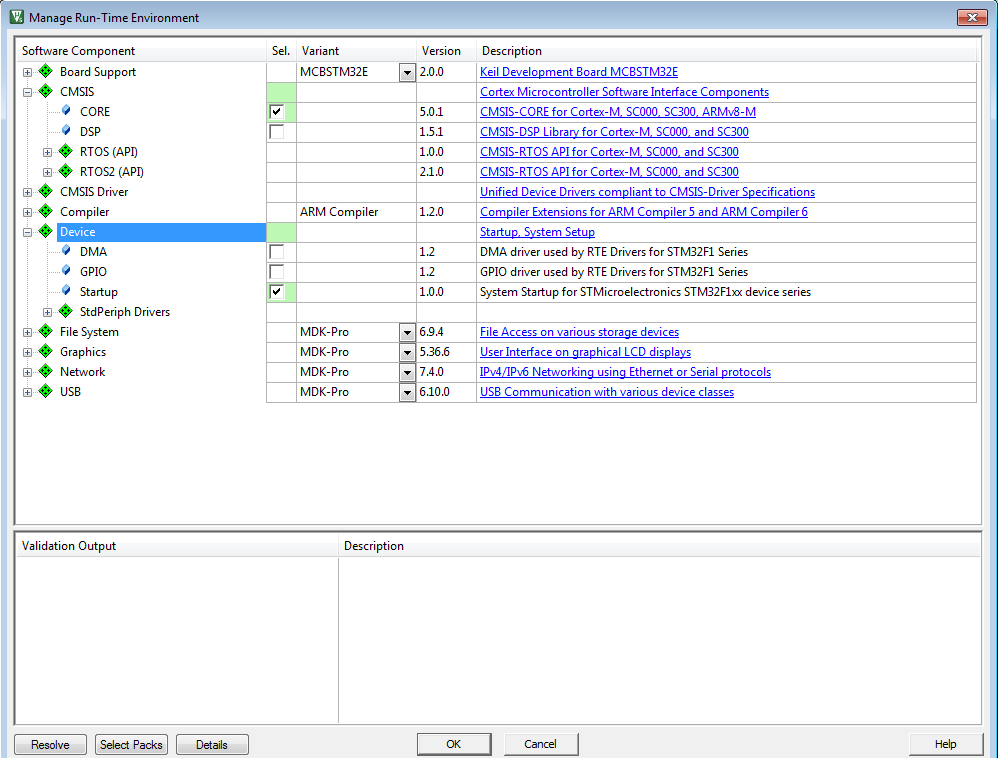 Manage Run-Time Environment
Software Component Sel. Variant Version Description
Board Support MCBSTM32E 2.0.0 Keil Development Board MCBSTM32E
CMSIS Cortex Microcontroller Software Interface Components
CORE 5.0.1 CMSIS-CORE for Cortex-M, SC000, SC300, ARMv8-M
DSP 1.5.1 CMSIS-DSP Library for Cortex-M, SC000, and SC300
RTOS (API) 1.0.0 CMSIS-RTOS API for Cortex-M, SC000, and SC300
RTOS2 (API) 2.1.0 CMSIS-RTOS API for Cortex-M, SC000, and SC300
CMSIS Driver Unified Device Drivers compliant to CMSIS-Driver Specifications
Compiler ARM Compiler 1.2.0 Compiler Extensions for ARM Compiler 5 and ARM Compiler 6
Device Startup, System Setup
DMA 1.2 DMA driver used by RTE Drivers for STM32F1 Series
GPIO 1.2 GPIO driver used by RTE Drivers for STM32F1 Series
Startup 1.0.0 System Startup for STMicroelectronics STM32F1xx device series
StdPeriph Drivers
File System MDK-Pro 6.9.4 File Access on various storage devices
Graphics MDK-Pro 5.36.6 User Interface on graphical LCD displays
Network MDK-Pro 7.4.0 IPv4/IPv6 Networking using Ethernet or Serial protocols
USB MDK-Pro 6.10.0 USB Communication with various device classes
Validation Output Description
Resolve Select Packs Details OK Cancel Help